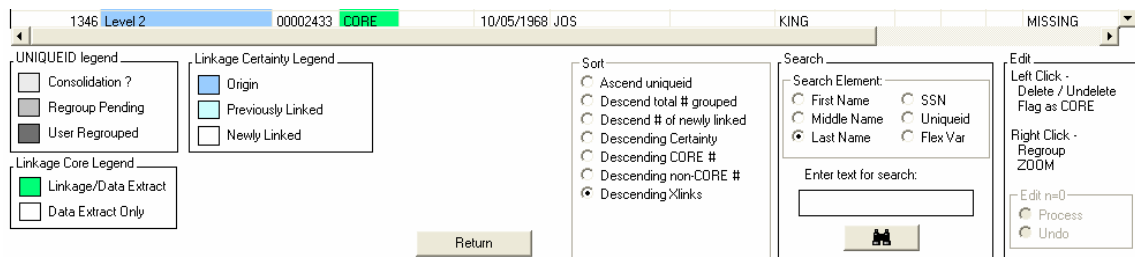 1346 Level 2 00002433 CORE 10/05/1968 JOS KING MISSING
UNIQUEID legend
Consolidation ?
Regroup Pending
User Regrouped
Linkage Certainty Legend
Origin
Previously Linked
Newly Linked
Linkage Core Legend
Linkage/Data Extract
Data Extract Only
Return
Sort
Ascend uniqueid
Descend total # grouped
Descend # of newly linked
Descending Certainty
Descending CORE #
Descending non-CORE #
Descending Xlinks
Search
Search Element:
First Name SSN
Middle Name Uniqueid
Last Name Flex Var
Enter text for search:
Edit
Left Click -
Delete / Undelete
Flag as CORE
Right Click -
Regroup
ZOOM
Edit n=0
Process
Undo